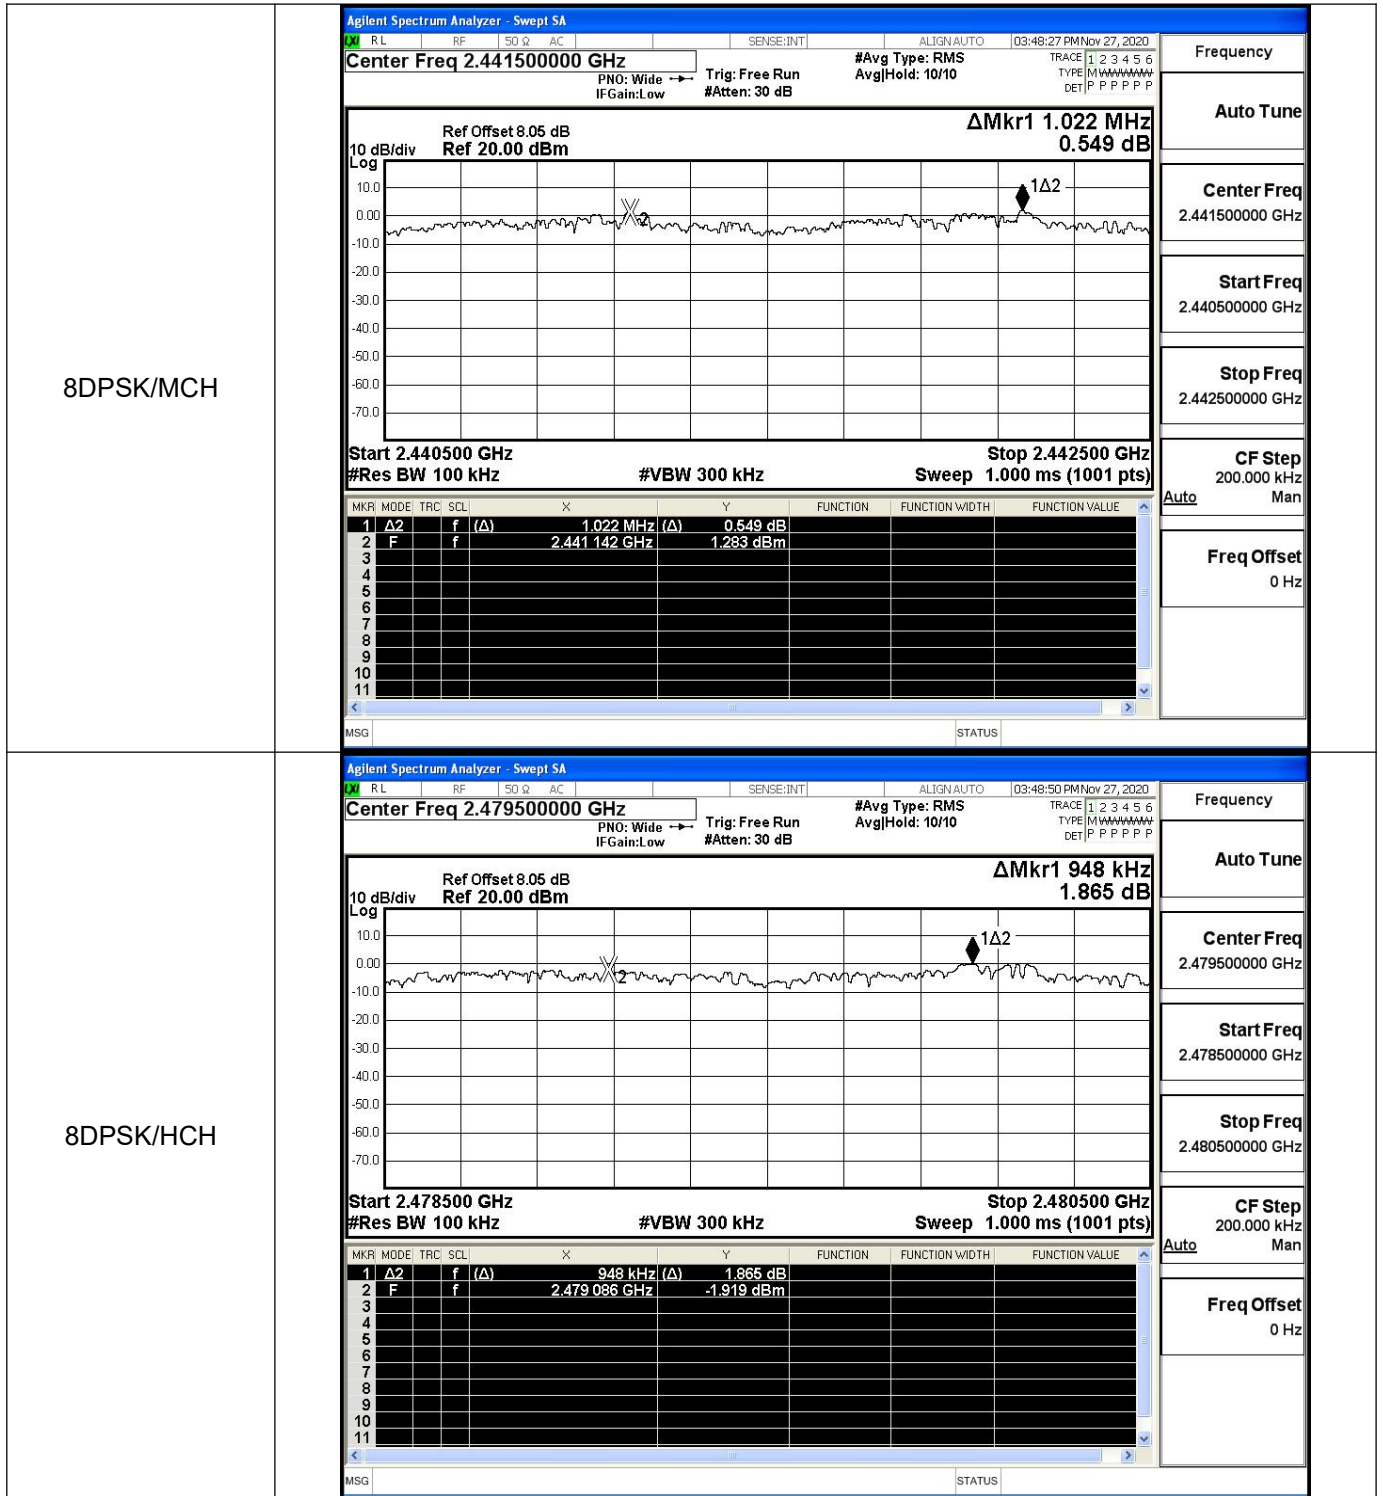 8DPSK/MCH
Agilent Spectrum Analyzer - Swept SA
LXI RL RF 50 Ω AC SENSE:INT ALIGN AUTO 03:48:27 PM Nov 27, 2020
Center Freq 2.441500000 GHz
PNO: Wide
IFGain:Low
Trig: Free Run
#Atten: 30 dB
#Avg Type: RMS
Avg|Hold: 10/10
TRACE 1 2 3 4 5 6
TYPE M WWWWW
DET P P P P P P
Ref Offset 8.05 dB
10 dB/div Ref 20.00 dBm
Log
ΔMkr1 1.022 MHz
0.549 dB
10.0
0.00
-10.0
-20.0
-30.0
-40.0
-50.0
-60.0
-70.0
1Δ2
2
Start 2.440500 GHz Stop 2.442500 GHz
#Res BW 100 kHz #VBW 300 kHz Sweep 1.000 ms (1001 pts)
MKR MODE TRC SCL X Y FUNCTION FUNCTION WIDTH FUNCTION VALUE
1 Δ2 f (Δ) 1.022 MHz (Δ) 0.549 dB
2 F f 2.441 142 GHz 1.283 dBm
3
4
5
6
7
8
9
10
11
MSG STATUS
Frequency
Auto Tune
Center Freq
2.441500000 GHz
Start Freq
2.440500000 GHz
Stop Freq
2.442500000 GHz
CF Step
200.000 kHz
Auto Man
Freq Offset
0 Hz
8DPSK/HCH
Agilent Spectrum Analyzer - Swept SA
LXI RL RF 50 Ω AC SENSE:INT ALIGN AUTO 03:48:50 PM Nov 27, 2020
Center Freq 2.479500000 GHz
PNO: Wide
IFGain:Low
Trig: Free Run
#Atten: 30 dB
#Avg Type: RMS
Avg|Hold: 10/10
TRACE 1 2 3 4 5 6
TYPE M WWWWW
DET P P P P P P
Ref Offset 8.05 dB
10 dB/div Ref 20.00 dBm
Log
ΔMkr1 948 kHz
1.865 dB
10.0
0.00
-10.0
-20.0
-30.0
-40.0
-50.0
-60.0
-70.0
1Δ2
2
Start 2.478500 GHz Stop 2.480500 GHz
#Res BW 100 kHz #VBW 300 kHz Sweep 1.000 ms (1001 pts)
MKR MODE TRC SCL X Y FUNCTION FUNCTION WIDTH FUNCTION VALUE
1 Δ2 f (Δ) 948 kHz (Δ) 1.865 dB
2 F f 2.479 086 GHz -1.919 dBm
3
4
5
6
7
8
9
10
11
MSG STATUS
Frequency
Auto Tune
Center Freq
2.479500000 GHz
Start Freq
2.478500000 GHz
Stop Freq
2.480500000 GHz
CF Step
200.000 kHz
Auto Man
Freq Offset
0 Hz